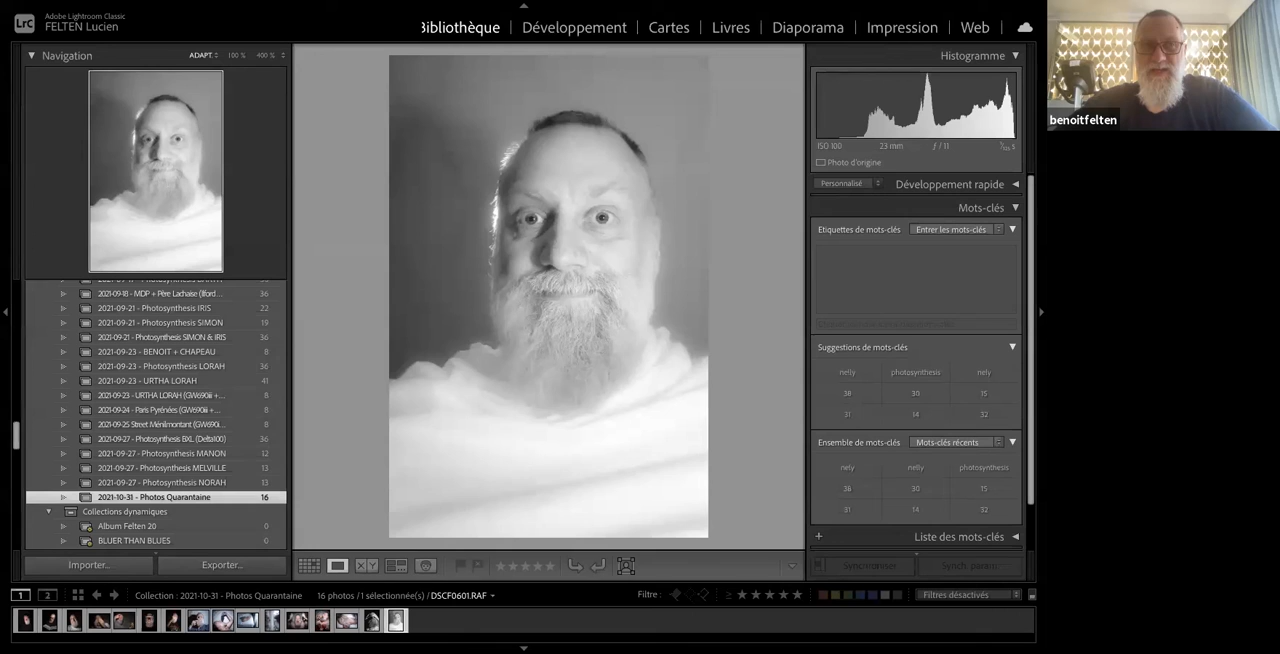 Adobe Lightroom Classic
LrC
FELTEN Lucien
Bibliothèque | Développement | Cartes | Livres | Diaporama | Impression | Web
Navigation
ADAPT. 100 % 400 %
Histogramme
ISO 100 23 mm ƒ / 11
Photo d'origine
Personnalisé Développement rapide
Mots-clés
Etiquettes de mots-clés Entrer les mots-clés
Suggestions de mots-clés
nelly photosynthesis nely
38 30 15
31 14 32
Ensemble de mots-clés Mots-clés récents
nely nelly photosynthesis
36 30 15
31 14 32
+ Liste des mots-clés
Synchroniser Synch. param.
2021-09-18 - MDP + Père Lachaise (Ilford... 36
2021-09-21 - Photosynthesis IRIS 22
2021-09-21 - Photosynthesis SIMON 19
2021-09-21 - Photosynthesis SIMON & IRIS 36
2021-09-23 - BENOIT + CHAPEAU 8
2021-09-23 - Photosynthesis LORAH 36
2021-09-23 - URTHA LORAH 41
2021-09-23 - URTHA LORAH (GW690iii +... 8
2021-09-24 - Paris Pyrénées (GW690iii +... 8
2021-09-25 Street Ménilmontant (GW690i... 8
2021-09-27 - Photosynthesis BXL (Delta100) 36
2021-09-27 - Photosynthesis MANON 12
2021-09-27 - Photosynthesis MELVILLE 13
2021-09-27 - Photosynthesis NORAH 13
2021-10-31 - Photos Quarantaine 16
Collections dynamiques
Album Felten 20 0
BLUER THAN BLUES 0
Importer... Exporter...
XY
1 2 Collection : 2021-10-31 - Photos Quarantaine 16 photos / 1 sélectionnée(s) / DSCF0601.RAF
Filtre : Filtres désactivés
benoitfelten